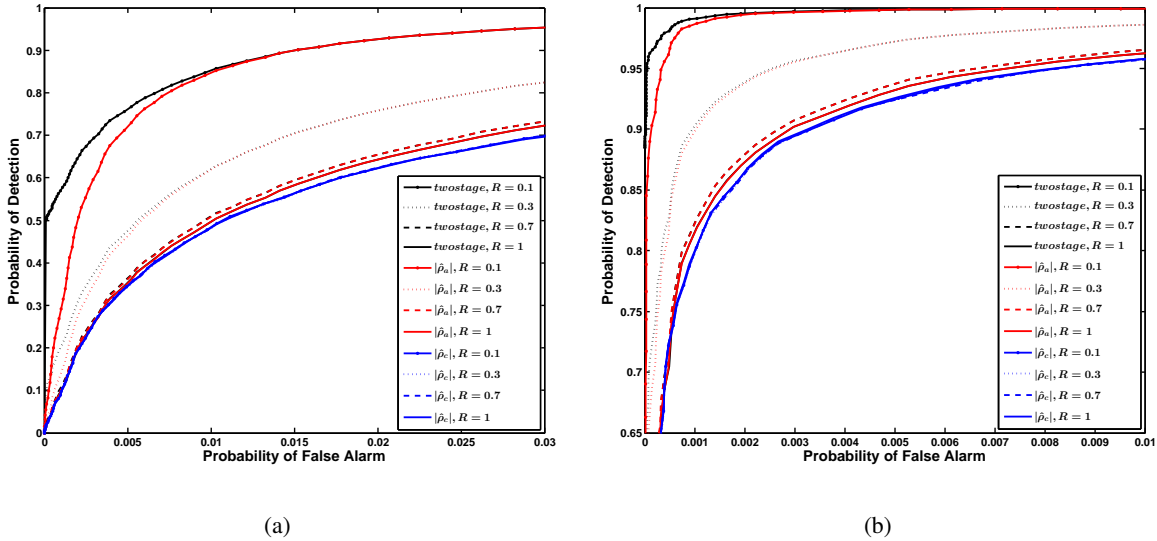 1
0.9
0.8
0.7
0.6
0.5
0.4
0.3
0.2
0.1
0
Probability of Detection
0
0.005
0.01
0.015
0.02
0.025
0.03
Probability of False Alarm
twostage, R = 0.1
twostage, R = 0.3
twostage, R = 0.7
twostage, R = 1
|ρ̂a|, R = 0.1
|ρ̂a|, R = 0.3
|ρ̂a|, R = 0.7
|ρ̂a|, R = 1
|ρ̂c|, R = 0.1
|ρ̂c|, R = 0.3
|ρ̂c|, R = 0.7
|ρ̂c|, R = 1
(a)
1
0.95
0.9
0.85
0.8
0.75
0.7
0.65
Probability of Detection
0
0.001
0.002
0.003
0.004
0.005
0.006
0.007
0.008
0.009
0.01
Probability of False Alarm
twostage, R = 0.1
twostage, R = 0.3
twostage, R = 0.7
twostage, R = 1
|ρ̂a|, R = 0.1
|ρ̂a|, R = 0.3
|ρ̂a|, R = 0.7
|ρ̂a|, R = 1
|ρ̂c|, R = 0.1
|ρ̂c|, R = 0.3
|ρ̂c|, R = 0.7
|ρ̂c|, R = 1
(b)